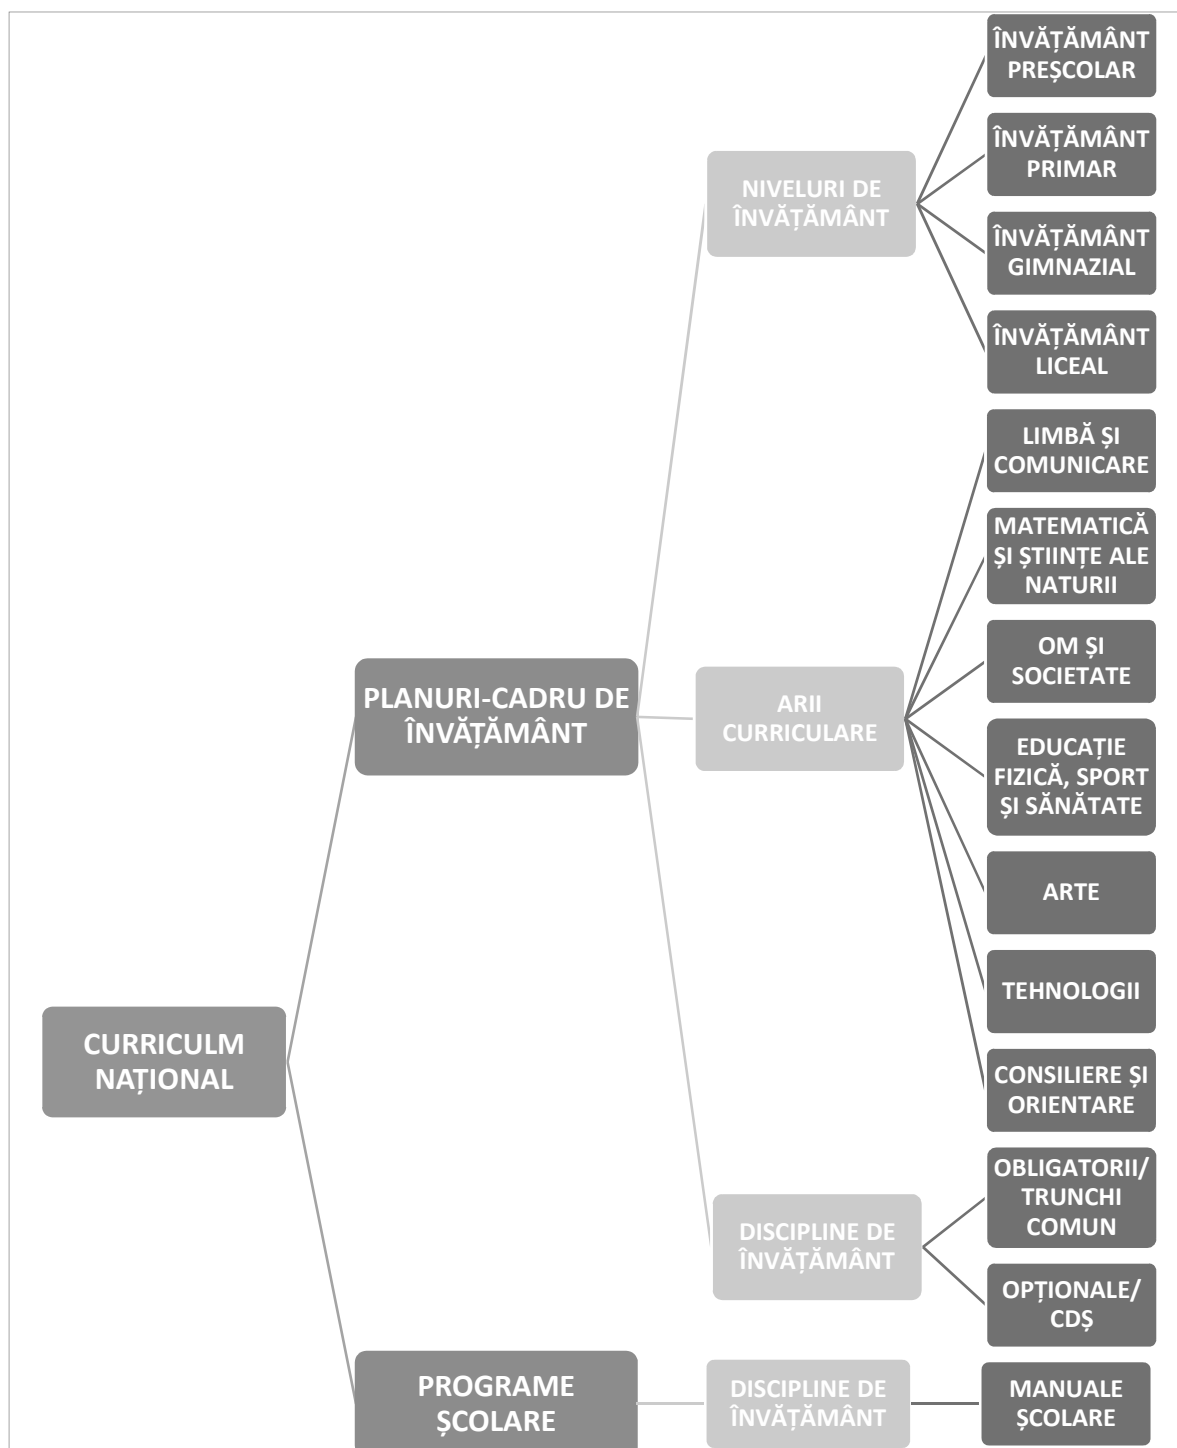 CURRICULM
NAȚIONAL
PLANURI-CADRU DE
ÎNVĂȚĂMÂNT
NIVELURI DE
ÎNVĂȚĂMÂNT
ÎNVĂȚĂMÂNT
PREȘCOLAR
ÎNVĂȚĂMÂNT
PRIMAR
ÎNVĂȚĂMÂNT
GIMNAZIAL
ÎNVĂȚĂMÂNT
LICEAL
ARII
CURRICULARE
LIMBĂ ȘI
COMUNICARE
MATEMATICĂ
ȘI ȘTIINȚE ALE
NATURII
OM ȘI
SOCIETATE
EDUCAȚIE
FIZICĂ, SPORT
ȘI SĂNĂTATE
ARTE
TEHNOLOGII
CONSILIERE ȘI
ORIENTARE
DISCIPLINE DE
ÎNVĂȚĂMÂNT
OBLIGATORII/
TRUNCHI
COMUN
OPȚIONALE/
CDȘ
PROGRAME
ȘCOLARE
DISCIPLINE DE
ÎNVĂȚĂMÂNT
MANUALE
ȘCOLARE